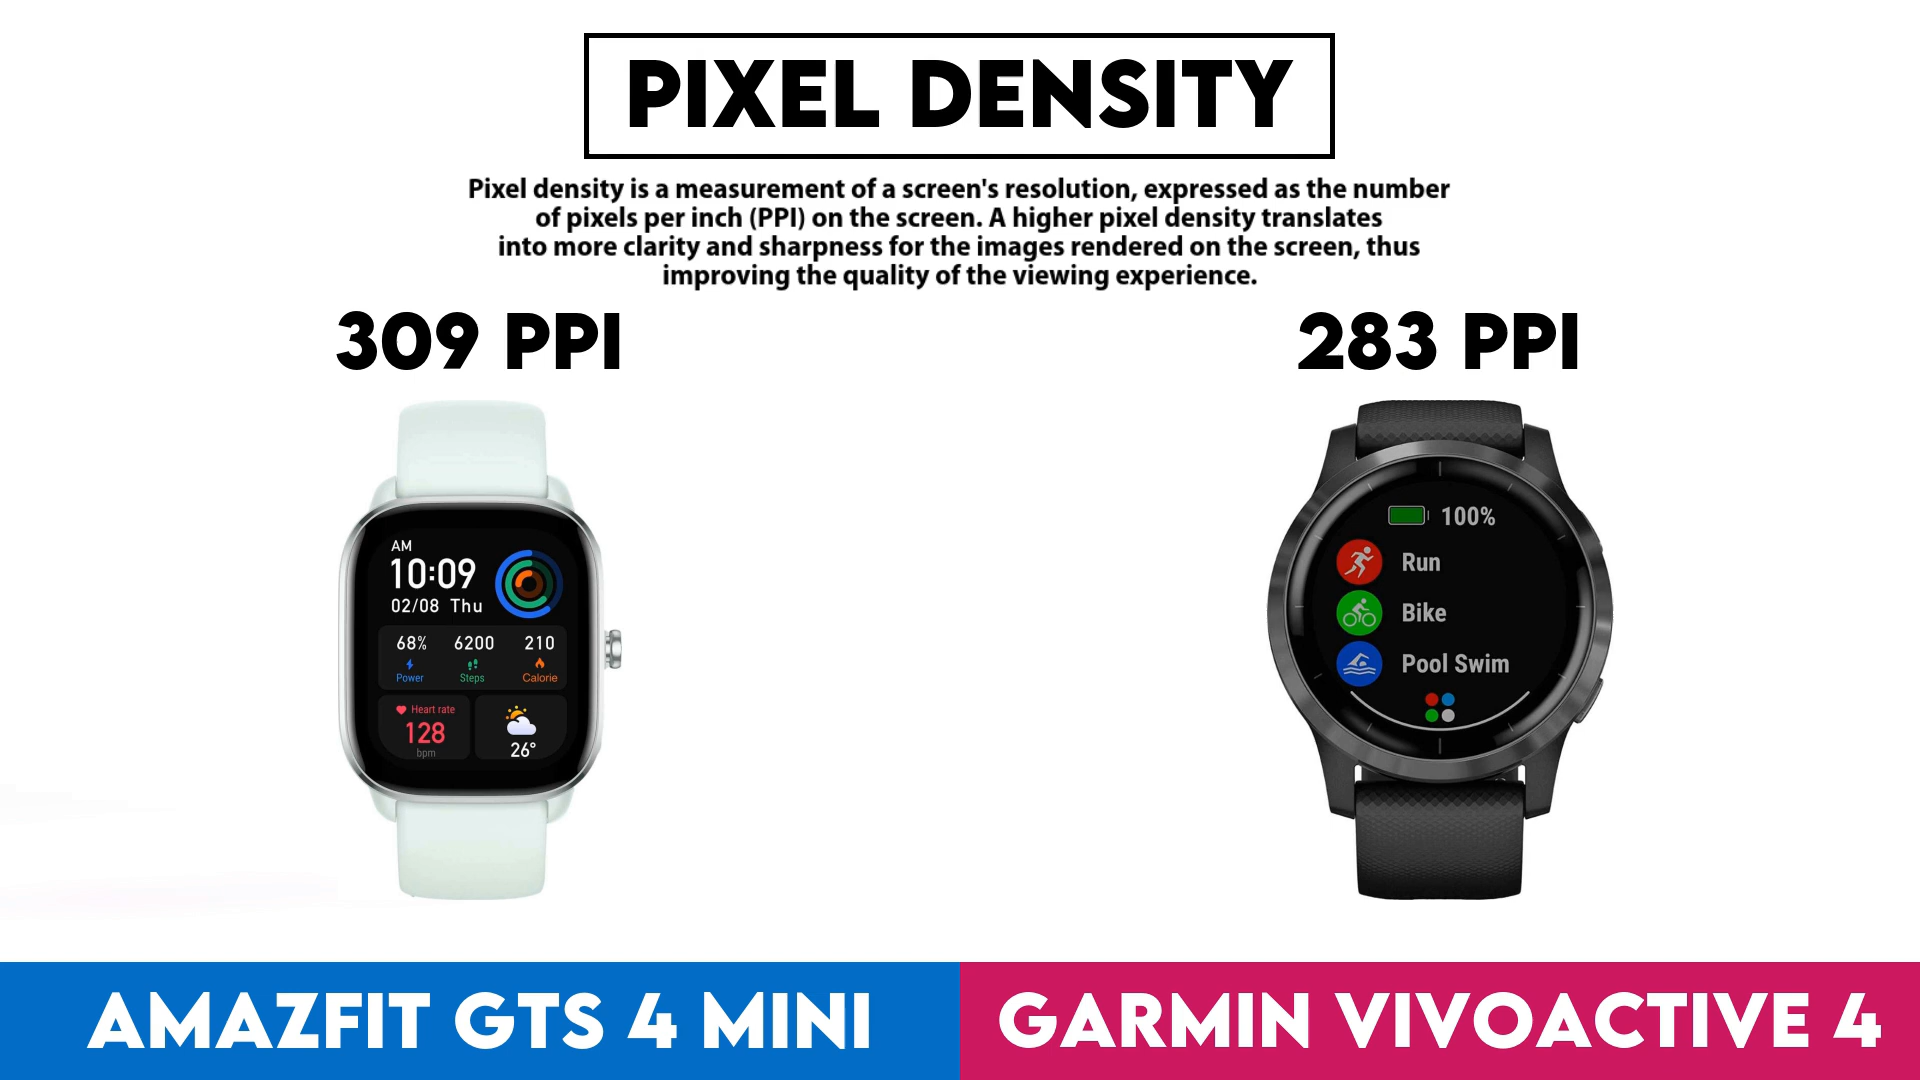 PIXEL DENSITY
Pixel density is a measurement of a screen's resolution, expressed as the number
of pixels per inch (PPI) on the screen. A higher pixel density translates
into more clarity and sharpness for the images rendered on the screen, thus
improving the quality of the viewing experience.
309 PPI
283 PPI
AM
10:09
02/08 Thu
68% 6200 210
Power Steps Calorie
Heart rate
128
bpm
26°
100%
Run
Bike
Pool Swim
AMAZFIT GTS 4 MINI
GARMIN VIVOACTIVE 4